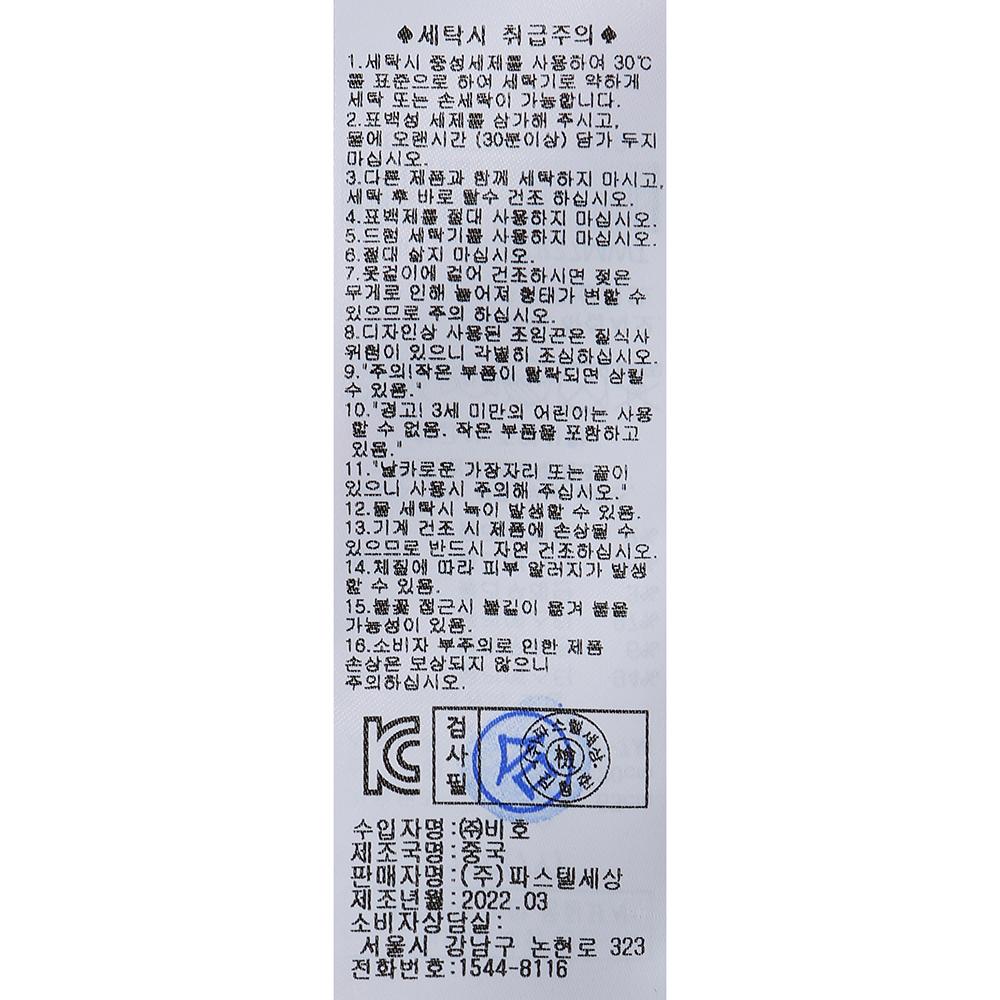 ♠세탁시 취급주의♠
1.세탁시 중성세제를 사용하여 30℃
를 표준으로 하여 세탁기로 약하게
세탁 또는 손세탁이 가능합니다.
2.표백성 세제를 삼가해 주시고,
물에 오랜시간 (30분이상) 담가 두지
마십시오.
3.다른 제품과 함께 세탁하지 마시고,
세탁 후 바로 탈수 건조 하십시오.
4.표백제를 절대 사용하지 마십시오.
5.드럼 세탁기를 사용하지 마십시오.
6.절대 삶지 마십시오.
7.옷걸이에 걸어 건조하시면 젖은
무게로 인해 늘어져 형태가 변할 수
있으므로 주의 하십시오.
8.디자인상 사용된 조임끈은 질식사
위험이 있으니 각별히 조심하십시오.
9."주의!작은 부품이 탈락되면 삼킬
수 있음."
10."경고! 3세 미만의 어린이는 사용
할 수 없음. 작은 부품을 포함하고
있음."
11."날카로운 가장자리 또는 끝이
있으니 사용시 주의해 주십시오."
12.물 세탁시 녹이 발생할 수 있음.
13.기계 건조 시 제품에 손상될 수
있으므로 반드시 자연 건조하십시오.
14.체질에 따라 피부 알러지가 발생
할 수 있음.
15.불꽃 접근시 불길이 옮겨 붙을
가능성이 있음.
16.소비자 부주의로 인한 제품
손상은 보상되지 않으니
주의하십시오.
KC
검사필
파스텔세상
檢
수입자명:㈜비호
제조국명:중국
판매자명:(주)파스텔세상
제조년월:2022.03
소비자상담실:
서울시 강남구 논현로 323
전화번호:1544-8116